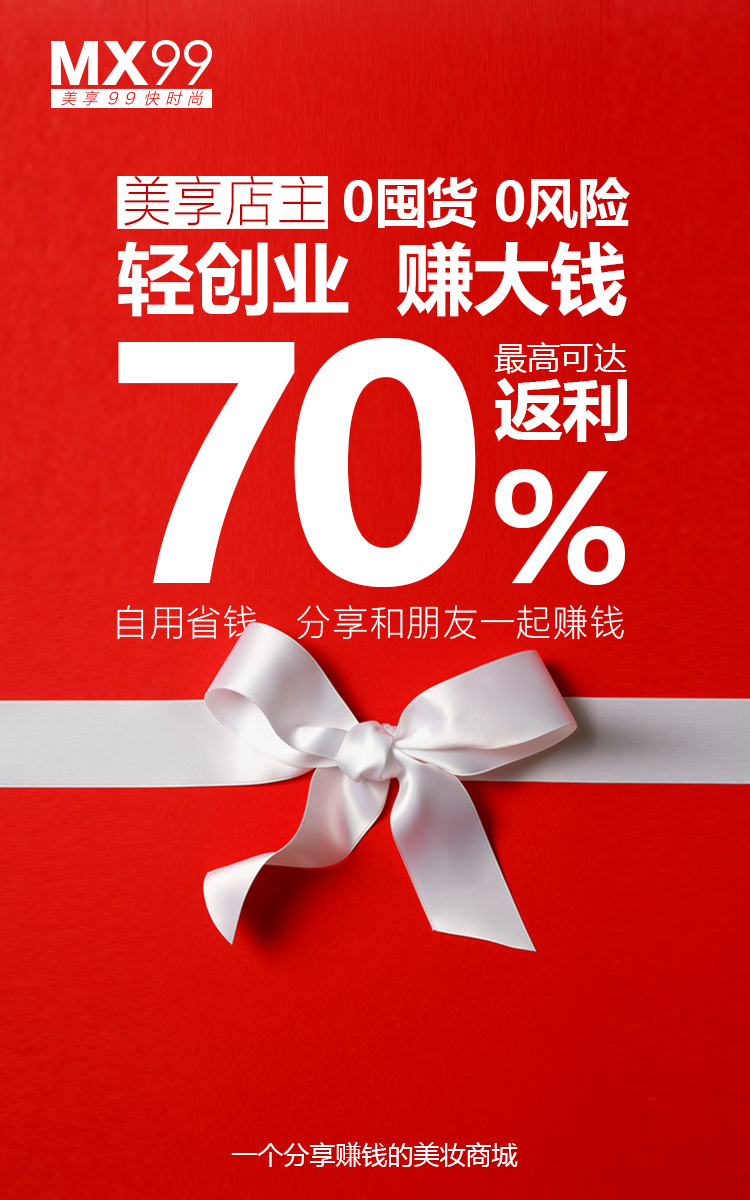 MX99
美享99快时尚
美享店主 0囤货 0风险
轻创业 赚大钱
70%
最高可达
返利
自用省钱 分享和朋友一起赚钱
一个分享赚钱的美妆商城